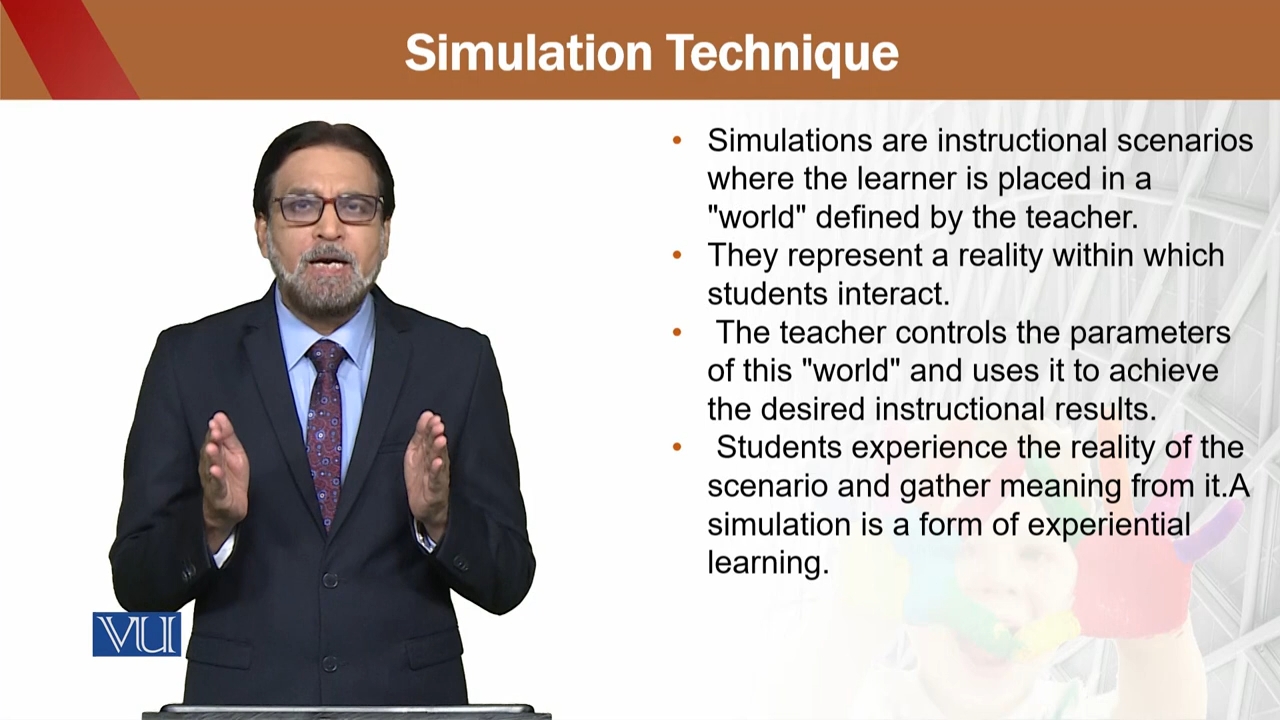 Simulation Technique
• Simulations are instructional scenarios
where the learner is placed in a
"world" defined by the teacher.
• They represent a reality within which
students interact.
• The teacher controls the parameters
of this "world" and uses it to achieve
the desired instructional results.
• Students experience the reality of the
scenario and gather meaning from it.A
simulation is a form of experiential
learning.
VU